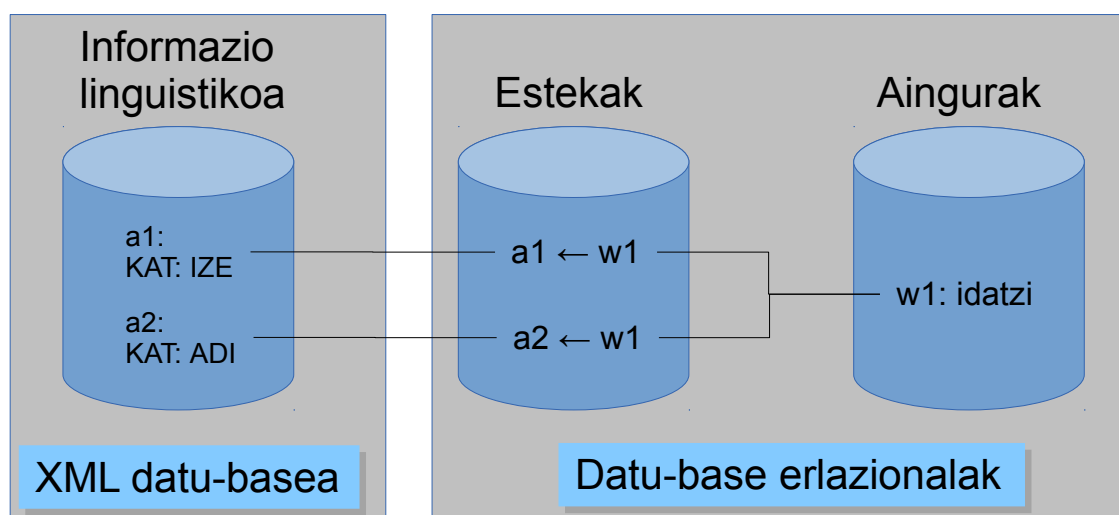 Informazio
linguistikoa
a1:
KAT: IZE
a2:
KAT: ADI
XML datu-basea
Estekak
a1 ← w1
a2 ← w1
Aingurak
w1: idatzi
Datu-base erlazionalak